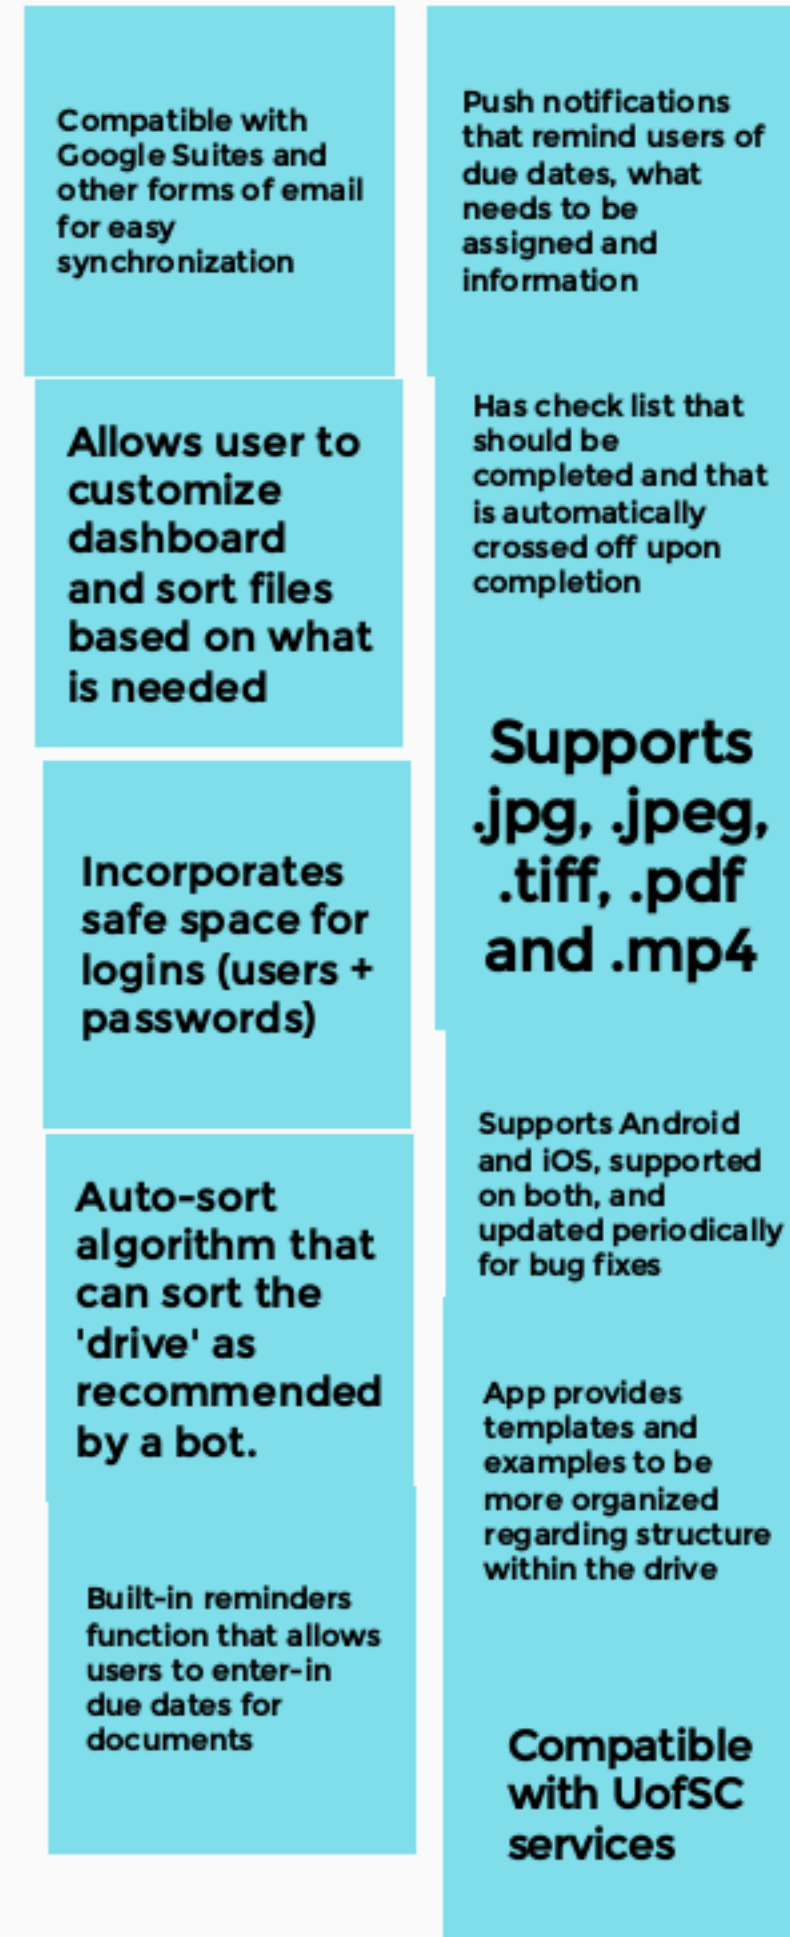 Compatible with
Google Suites and
other forms of email
for easy
synchronization
Allows user to
customize
dashboard
and sort files
based on what
is needed
Incorporates
safe space for
logins (users +
passwords)
Auto-sort
algorithm that
can sort the
'drive' as
recommended
by a bot.
Built-in reminders
function that allows
users to enter-in
due dates for
documents
Push notifications
that remind users of
due dates, what
needs to be
assigned and
information
Has check list that
should be
completed and that
is automatically
crossed off upon
completion
Supports
.jpg, .jpeg,
.tiff, .pdf
and .mp4
Supports Android
and iOS, supported
on both, and
updated periodically
for bug fixes
App provides
templates and
examples to be
more organized
regarding structure
within the drive
Compatible
with UofSC
services